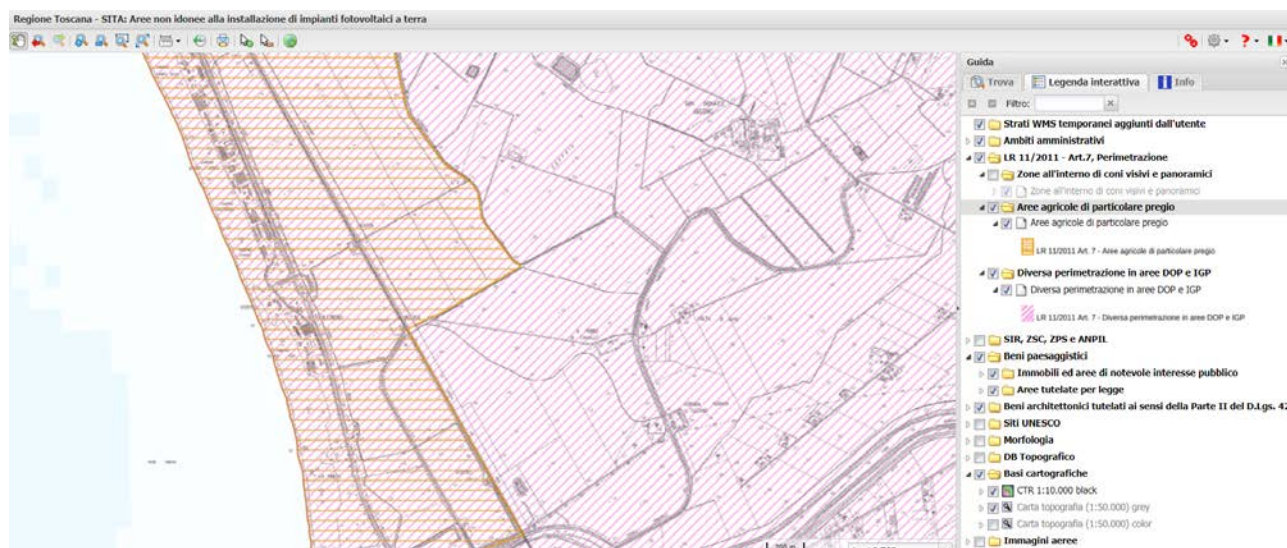 Regione Toscana - SITA: Aree non idonee alla installazione di impianti fotovoltaici a terra
Guida
Trova
Legenda interattiva
Info
Filtro:
Strati WMS temporanei aggiunti dall'utente
Ambiti amministrativi
LR 11/2011 - Art.7, Perimetrazione
Zone all'interno di coni visivi e panoramici
Zone all'interno di coni visivi e panoramici
Aree agricole di particolare pregio
Aree agricole di particolare pregio
LR 11/2011 Art. 7 - Aree agricole di particolare pregio
Diversa perimetrazione in aree DOP e IGP
Diversa perimetrazione in aree DOP e IGP
LR 11/2011 Art. 7 - Diversa perimetrazione in aree DOP e IGP
SIR, ZSC, ZPS e ANPIL
Beni paesaggistici
Immobili ed aree di notevole interesse pubblico
Aree tutelate per legge
Beni architettonici tutelati ai sensi della Parte II del D.Lgs. 42
Siti UNESCO
Morfologia
DB Topografico
Basi cartografiche
CTR 1:10.000 black
Carta topografia (1:50.000) grey
Carta topografia (1:50.000) color
Immagini aeree